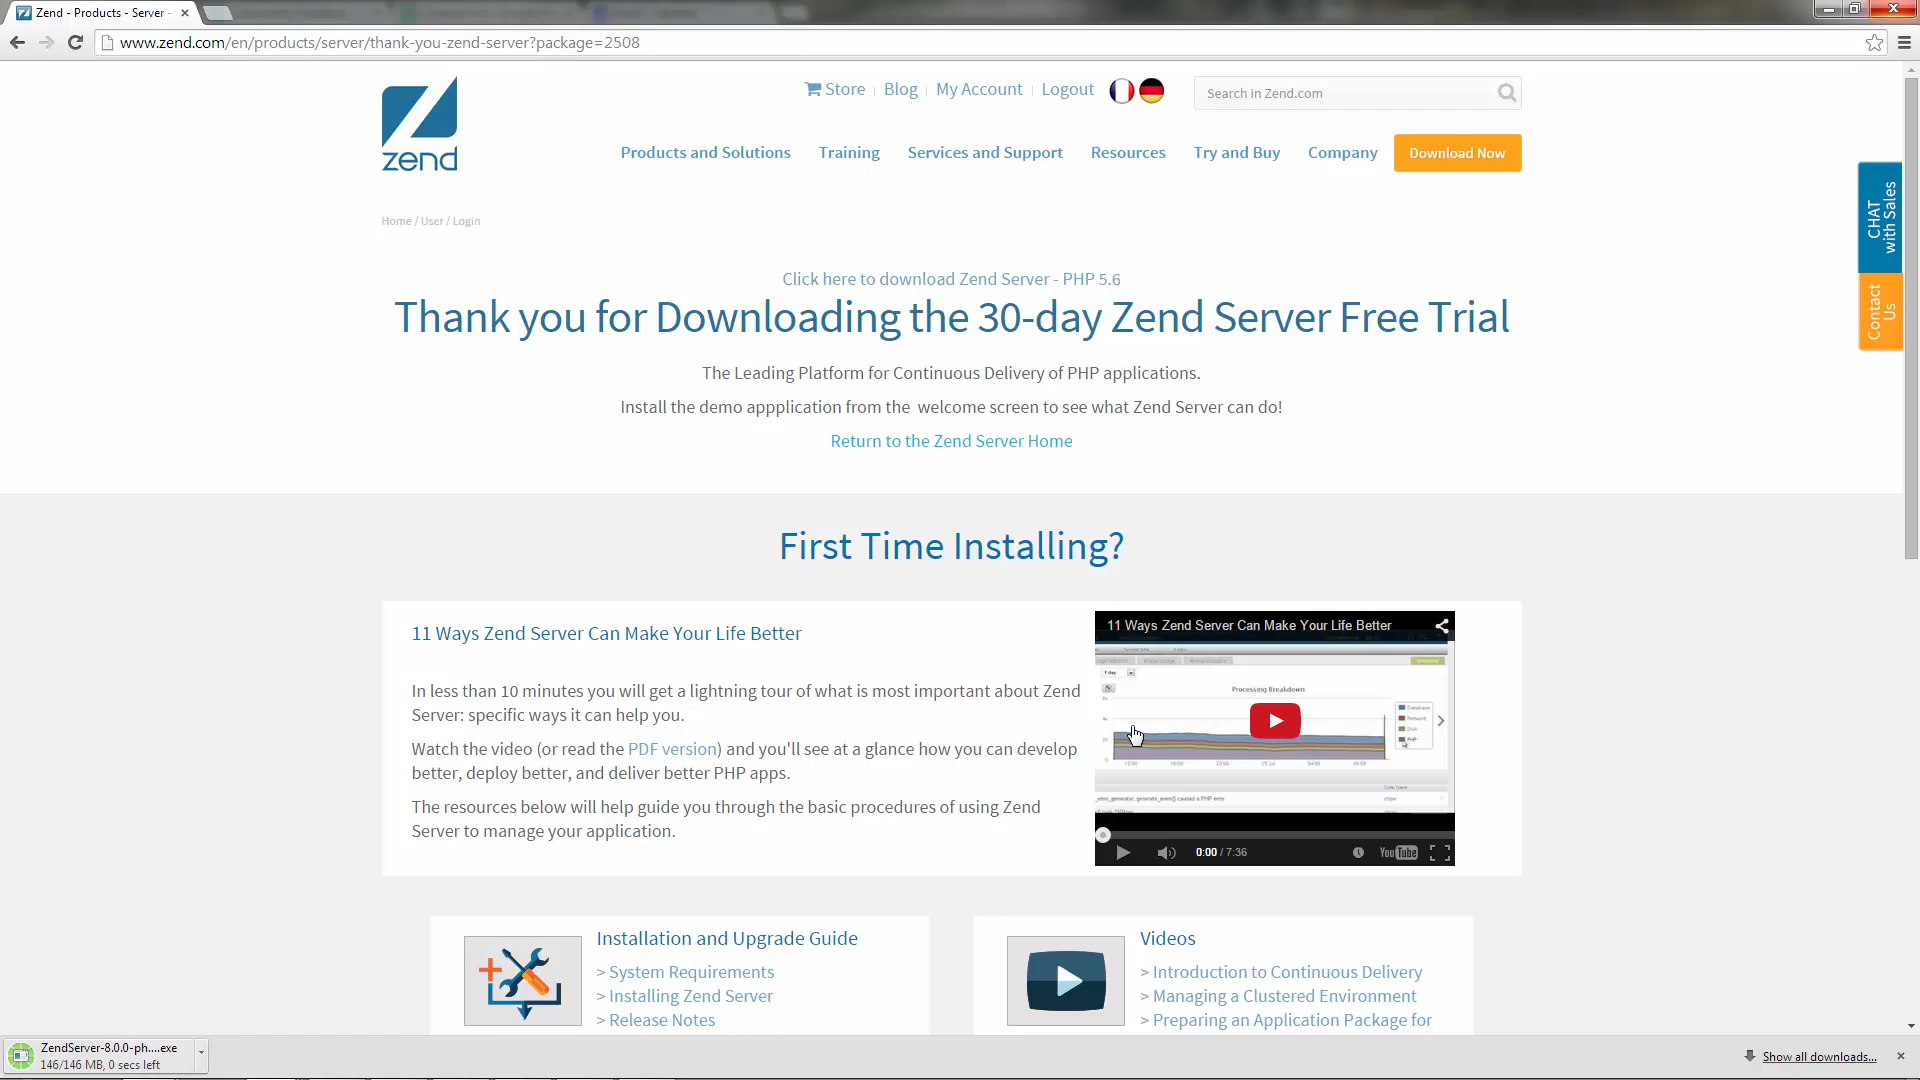 Zend - Products - Server -
www.zend.com/en/products/server/thank-you-zend-server?package=2508
zend
Store
Blog
My Account
Logout
Search in Zend.com
Products and Solutions
Training
Services and Support
Resources
Try and Buy
Company
Download Now
CHAT
with Sales
Contact
Us
Home / User / Login
Click here to download Zend Server - PHP 5.6
Thank you for Downloading the 30-day Zend Server Free Trial
The Leading Platform for Continuous Delivery of PHP applications.
Install the demo appplication from the welcome screen to see what Zend Server can do!
Return to the Zend Server Home
First Time Installing?
11 Ways Zend Server Can Make Your Life Better
In less than 10 minutes you will get a lightning tour of what is most important about Zend
Server: specific ways it can help you.
Watch the video (or read the PDF version) and you'll see at a glance how you can develop
better, deploy better, and deliver better PHP apps.
The resources below will help guide you through the basic procedures of using Zend
Server to manage your application.
11 Ways Zend Server Can Make Your Life Better
Processing Breakdown
0:00 / 7:36
YouTube
Installation and Upgrade Guide
> System Requirements
> Installing Zend Server
> Release Notes
Videos
> Introduction to Continuous Delivery
> Managing a Clustered Environment
> Preparing an Application Package for
ZendServer-8.0.0-ph....exe
146/146 MB, 0 secs left
Show all downloads...